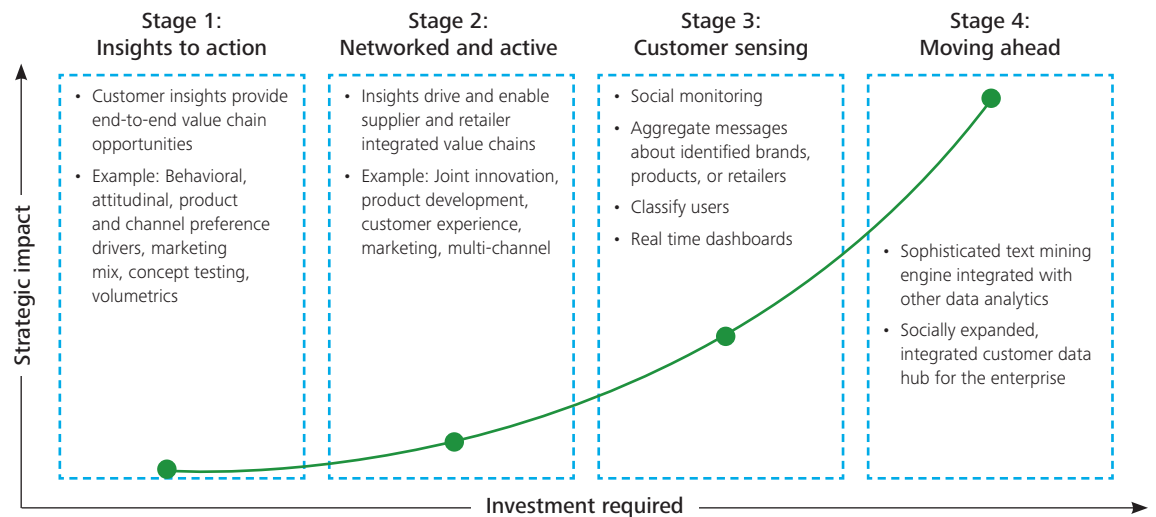 Stage 1:
Insights to action
Stage 2:
Networked and active
Stage 3:
Customer sensing
Stage 4:
Moving ahead
• Customer insights provide
end-to-end value chain
opportunities
• Example: Behavioral,
attitudinal, product
and channel preference
drivers, marketing
mix, concept testing,
volumetrics
• Insights drive and enable
supplier and retailer
integrated value chains
• Example: Joint innovation,
product development,
customer experience,
marketing, multi-channel
• Social monitoring
• Aggregate messages
about identified brands,
products, or retailers
• Classify users
• Real time dashboards
• Sophisticated text mining
engine integrated with
other data analytics
• Socially expanded,
integrated customer data
hub for the enterprise
Strategic impact
Investment required